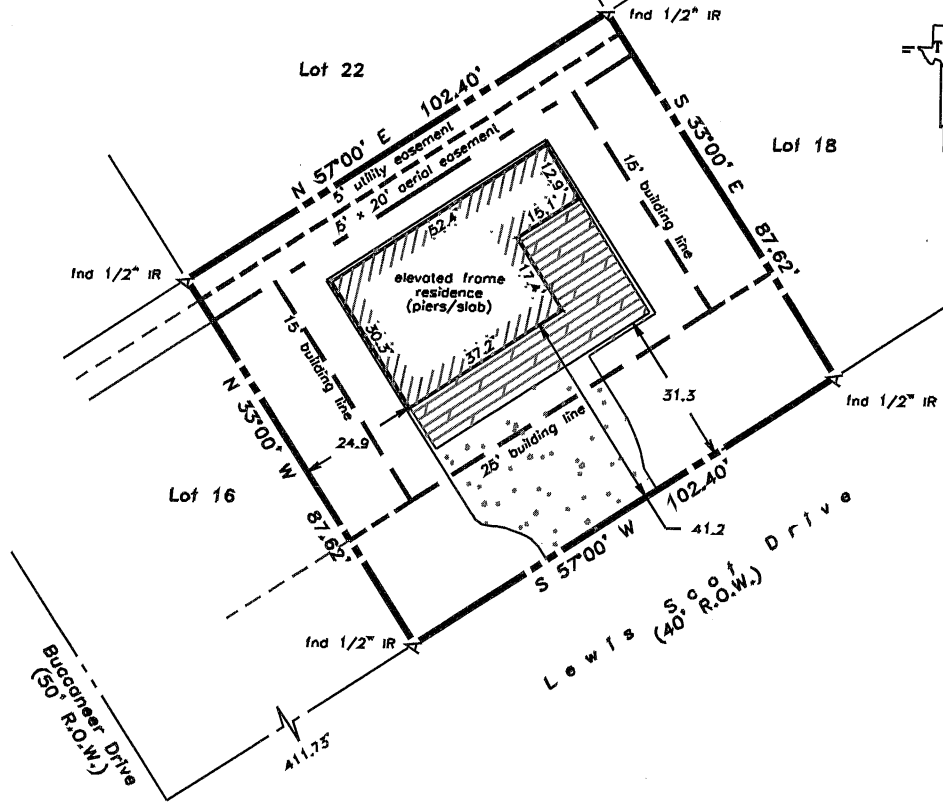 fnd 1/2" IR
Lot 22
N 57°00' E 102.40'
5' utility easement
5' x 20' aerial easement
S 33°00' E 87.62'
Lot 18
15' building line
52.4'
12.9'
15.1'
17.4'
elevated frame
residence
(piers/slab)
fnd 1/2" IR
30.3'
37.2'
15' building line
N 33°00' W 87.62'
24.9
31.3
25' building line
fnd 1/2" IR
Lot 16
41.2
S 57°00' W 102.40'
Lewis Scot Drive
(40' R.O.W.)
fnd 1/2" IR
Buccaneer Drive
(50' R.O.W.)
411.73'